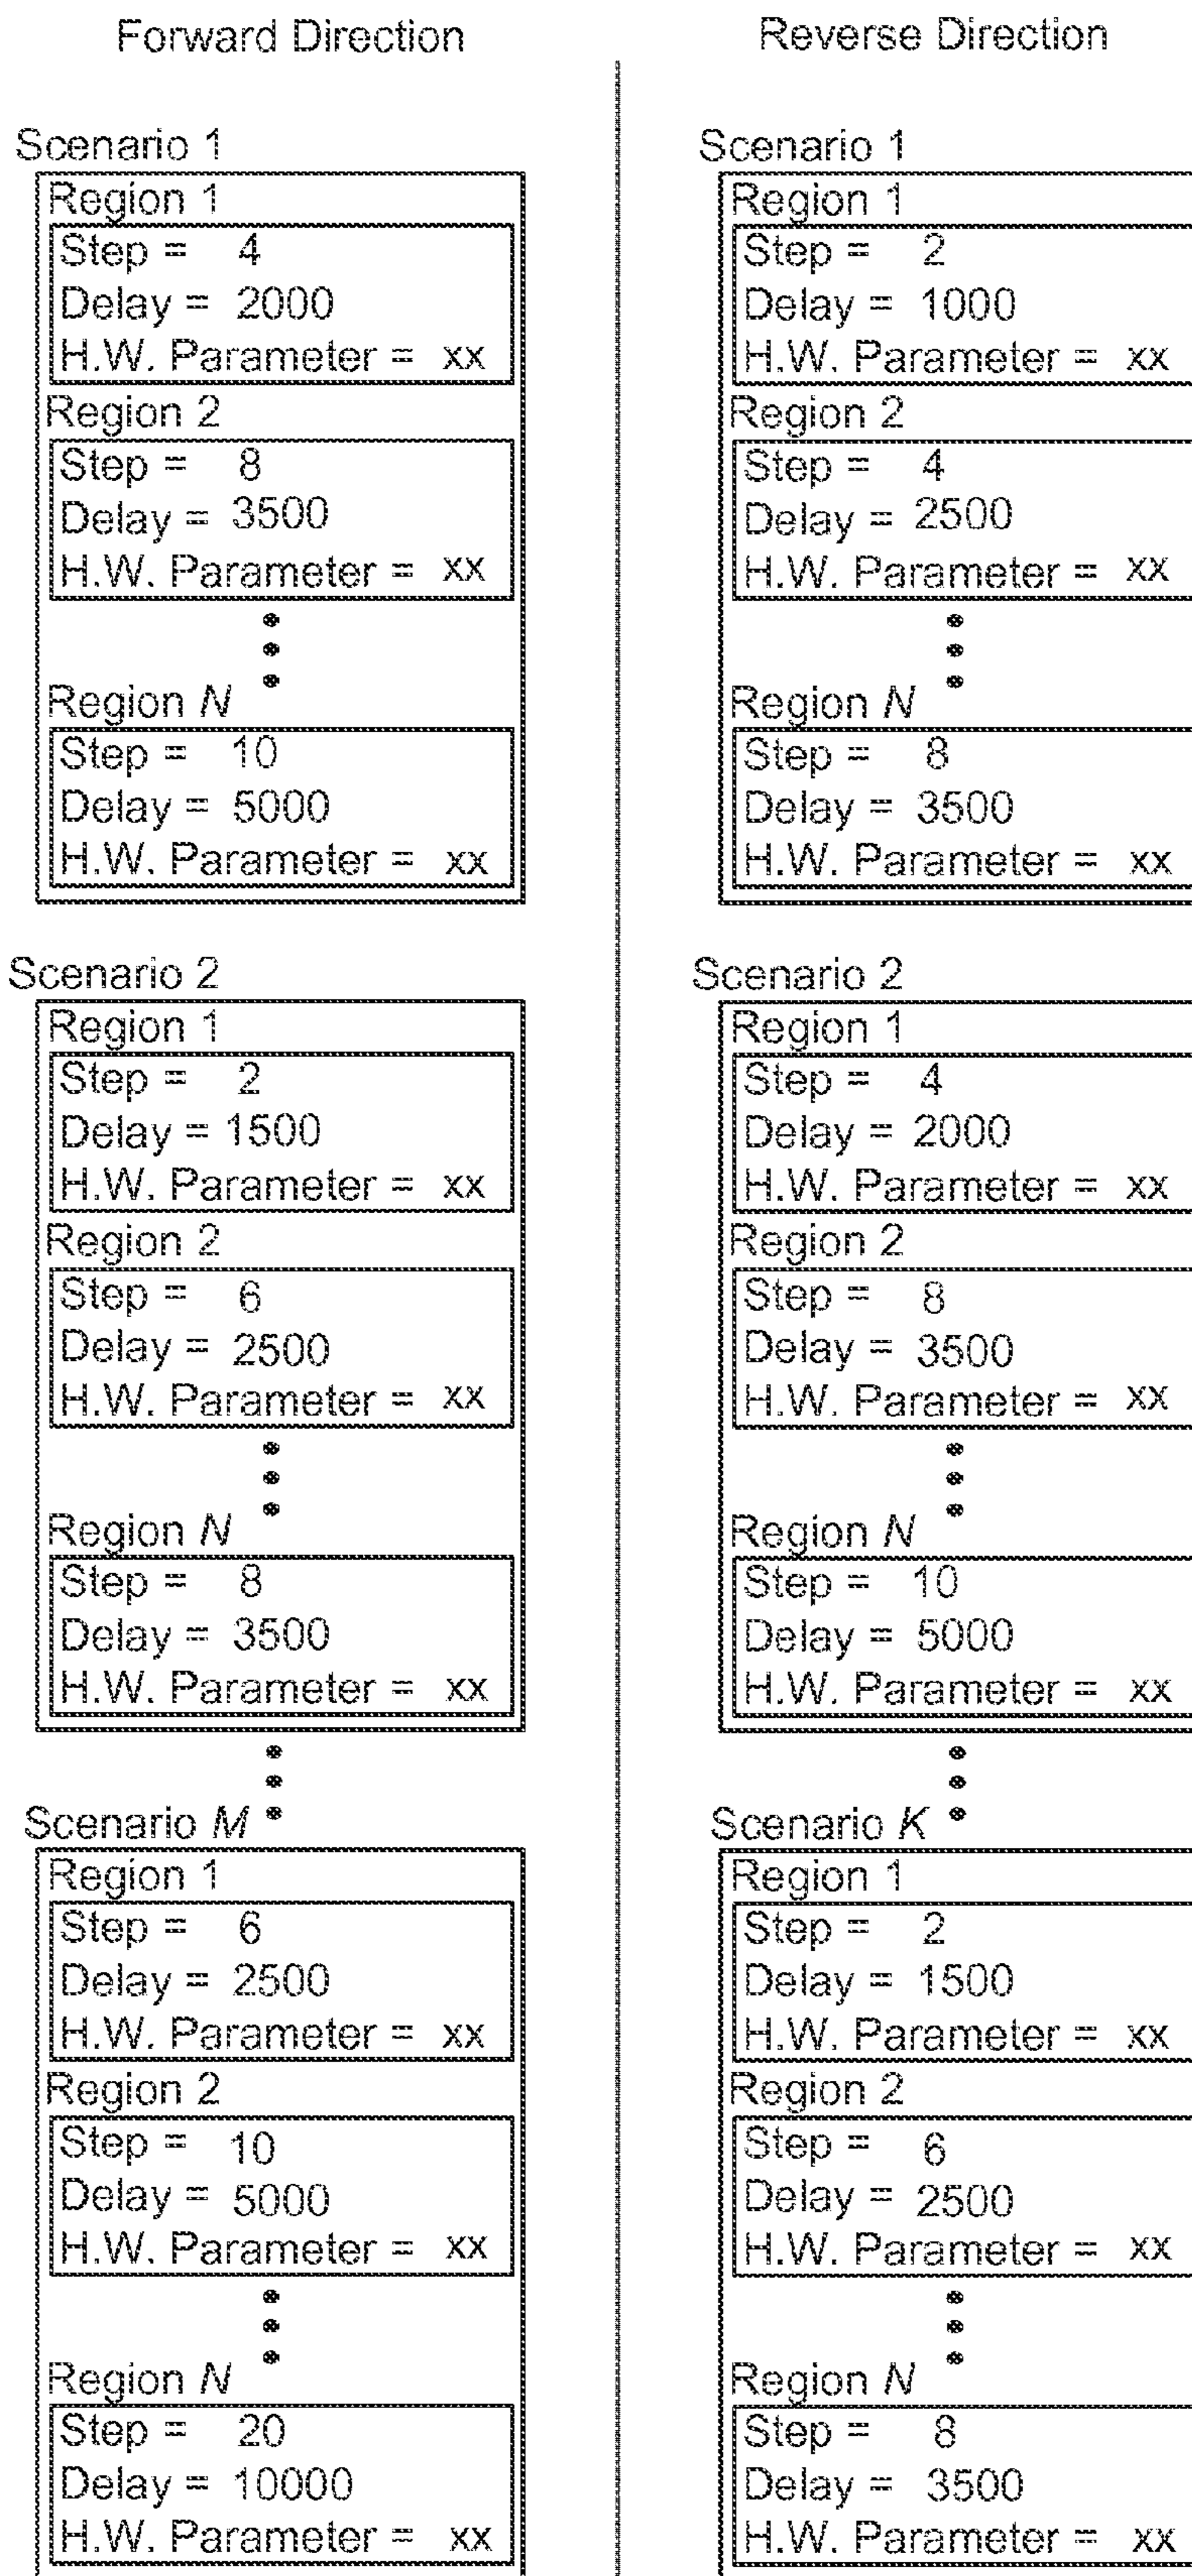 Forward Direction
Scenario 1
Region 1
Step = 4
Delay = 2000
H.W. Parameter = xx
Region 2
Step = 8
Delay = 3500
H.W. Parameter = xx
Region N
Step = 10
Delay = 5000
H.W. Parameter = xx
Scenario 2
Region 1
Step = 2
Delay = 1500
H.W. Parameter = xx
Region 2
Step = 6
Delay = 2500
H.W. Parameter = xx
Region N
Step = 8
Delay = 3500
H.W. Parameter = xx
Scenario M
Region 1
Step = 6
Delay = 2500
H.W. Parameter = xx
Region 2
Step = 10
Delay = 5000
H.W. Parameter = xx
Region N
Step = 20
Delay = 10000
H.W. Parameter = xx
Reverse Direction
Scenario 1
Region 1
Step = 2
Delay = 1000
H.W. Parameter = xx
Region 2
Step = 4
Delay = 2500
H.W. Parameter = xx
Region N
Step = 8
Delay = 3500
H.W. Parameter = xx
Scenario 2
Region 1
Step = 4
Delay = 2000
H.W. Parameter = xx
Region 2
Step = 8
Delay = 3500
H.W. Parameter = xx
Region N
Step = 10
Delay = 5000
H.W. Parameter = xx
Scenario K
Region 1
Step = 2
Delay = 1500
H.W. Parameter = xx
Region 2
Step = 6
Delay = 2500
H.W. Parameter = xx
Region N
Step = 8
Delay = 3500
H.W. Parameter = xx